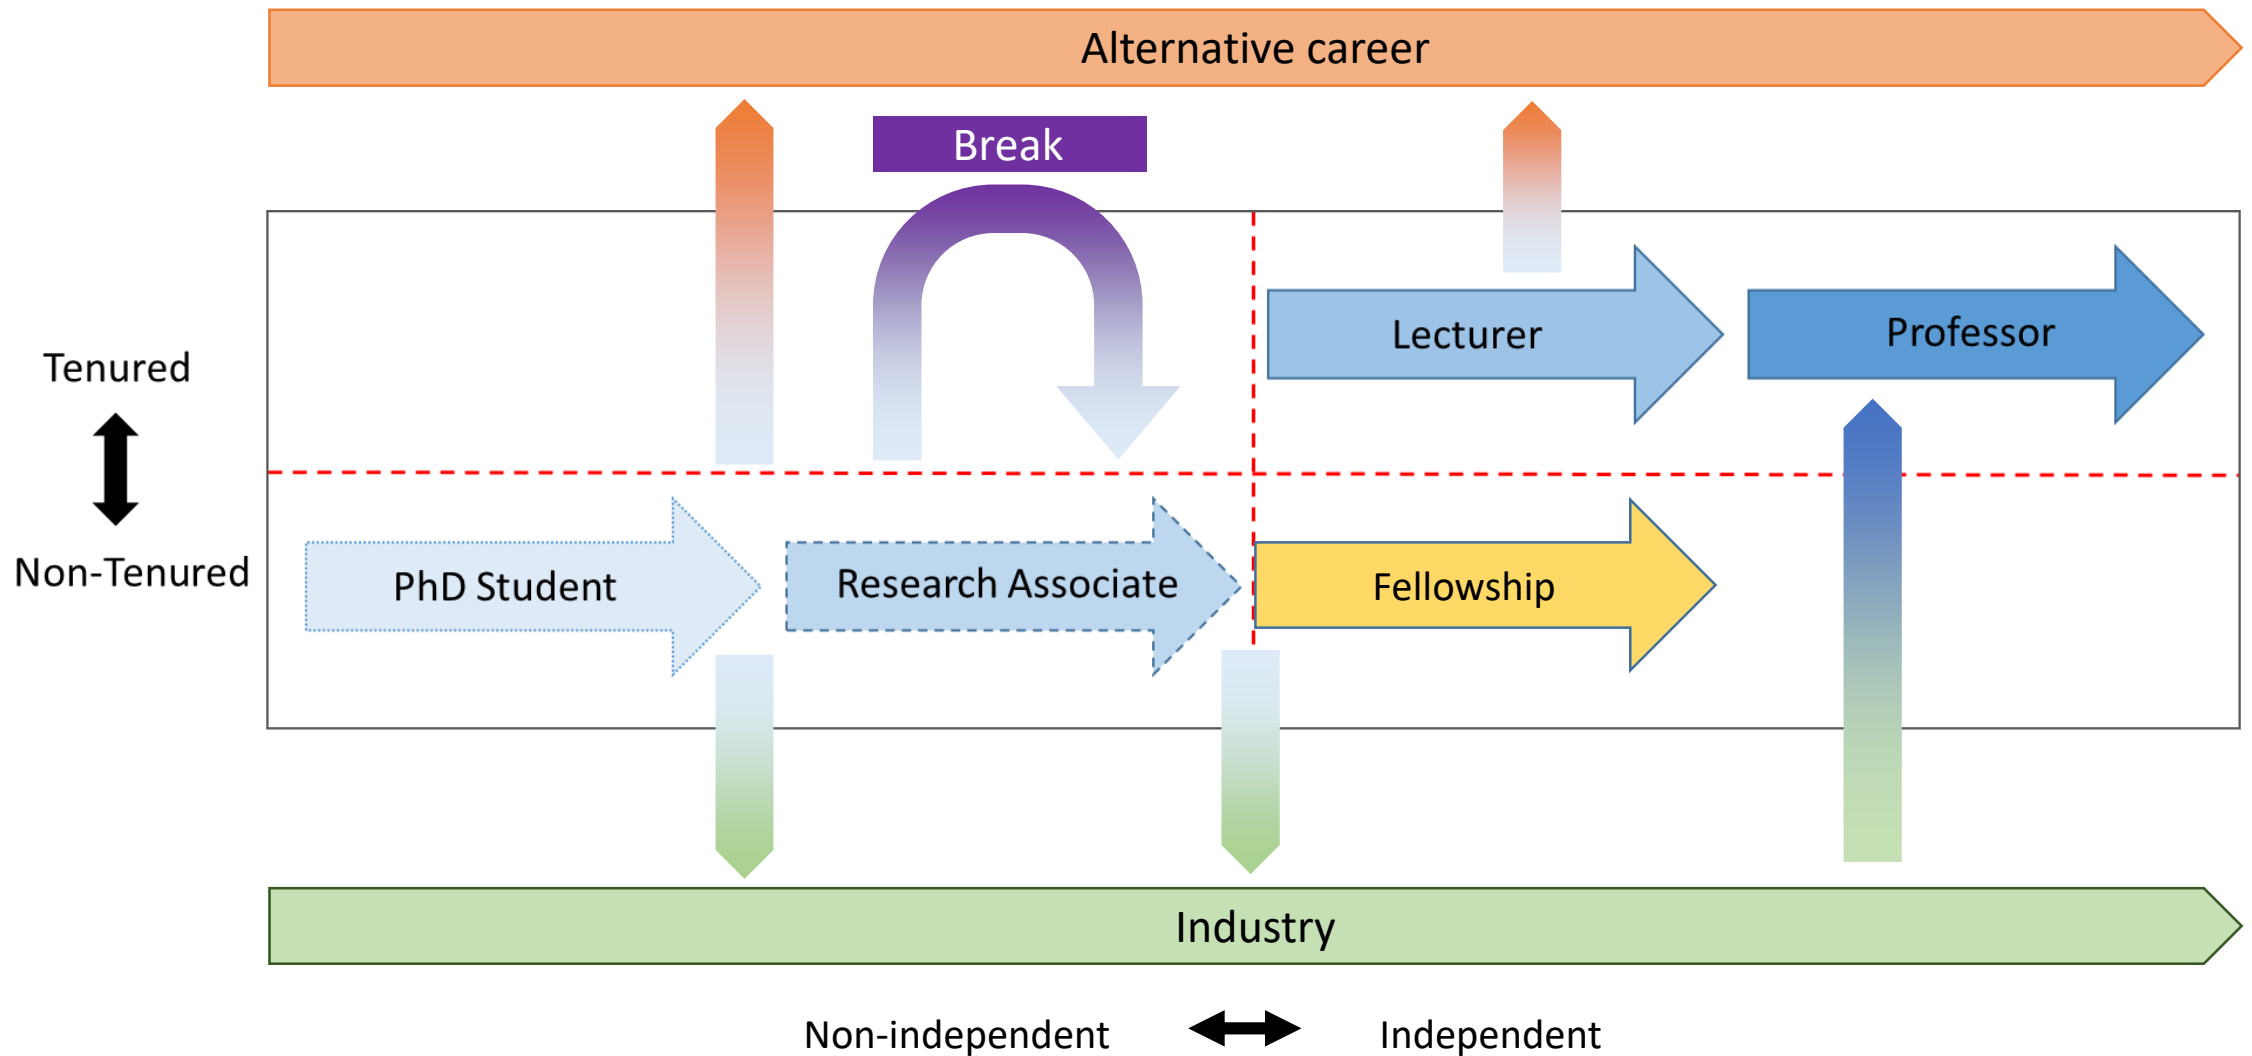 Alternative career
Break
Lecturer
Professor
Tenured
Non-Tenured
PhD Student
Research Associate
Fellowship
Industry
Non-independent
Independent